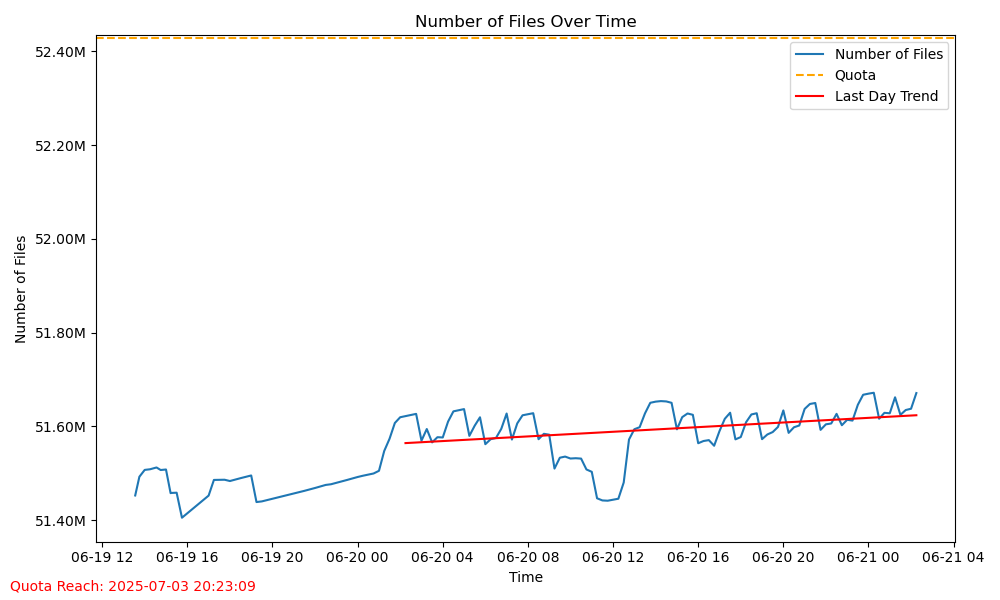 Number of Files Over Time
52.40M
52.20M
52.00M
51.80M
51.60M
51.40M
Number of Files
Number of Files
Quota
Last Day Trend
06-19 12 06-19 16 06-19 20 06-20 00 06-20 04 06-20 08 06-20 12 06-20 16 06-20 20 06-21 00 06-21 04
Time
Quota Reach: 2025-07-03 20:23:09